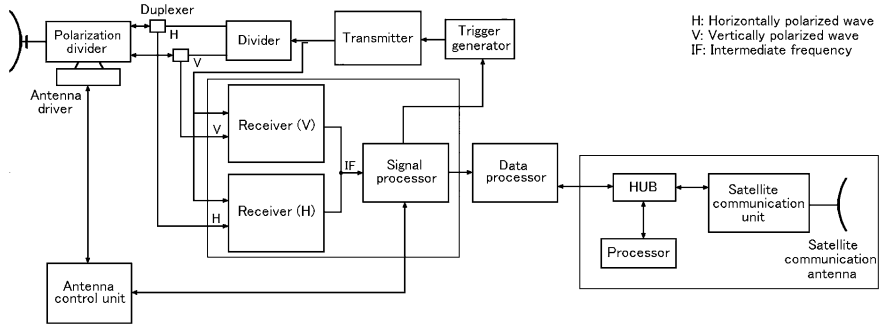 Duplexer
H: Horizontally polarized wave
V: Vertically polarized wave
IF: Intermediate frequency
Polarization
divider
H
V
Divider
Transmitter
Trigger
generator
Antenna
driver
Receiver (V)
V
IF
Signal
processor
Data
processor
Receiver (H)
H
HUB
Satellite
communication
unit
Processor
Satellite
communication
antenna
Antenna
control unit